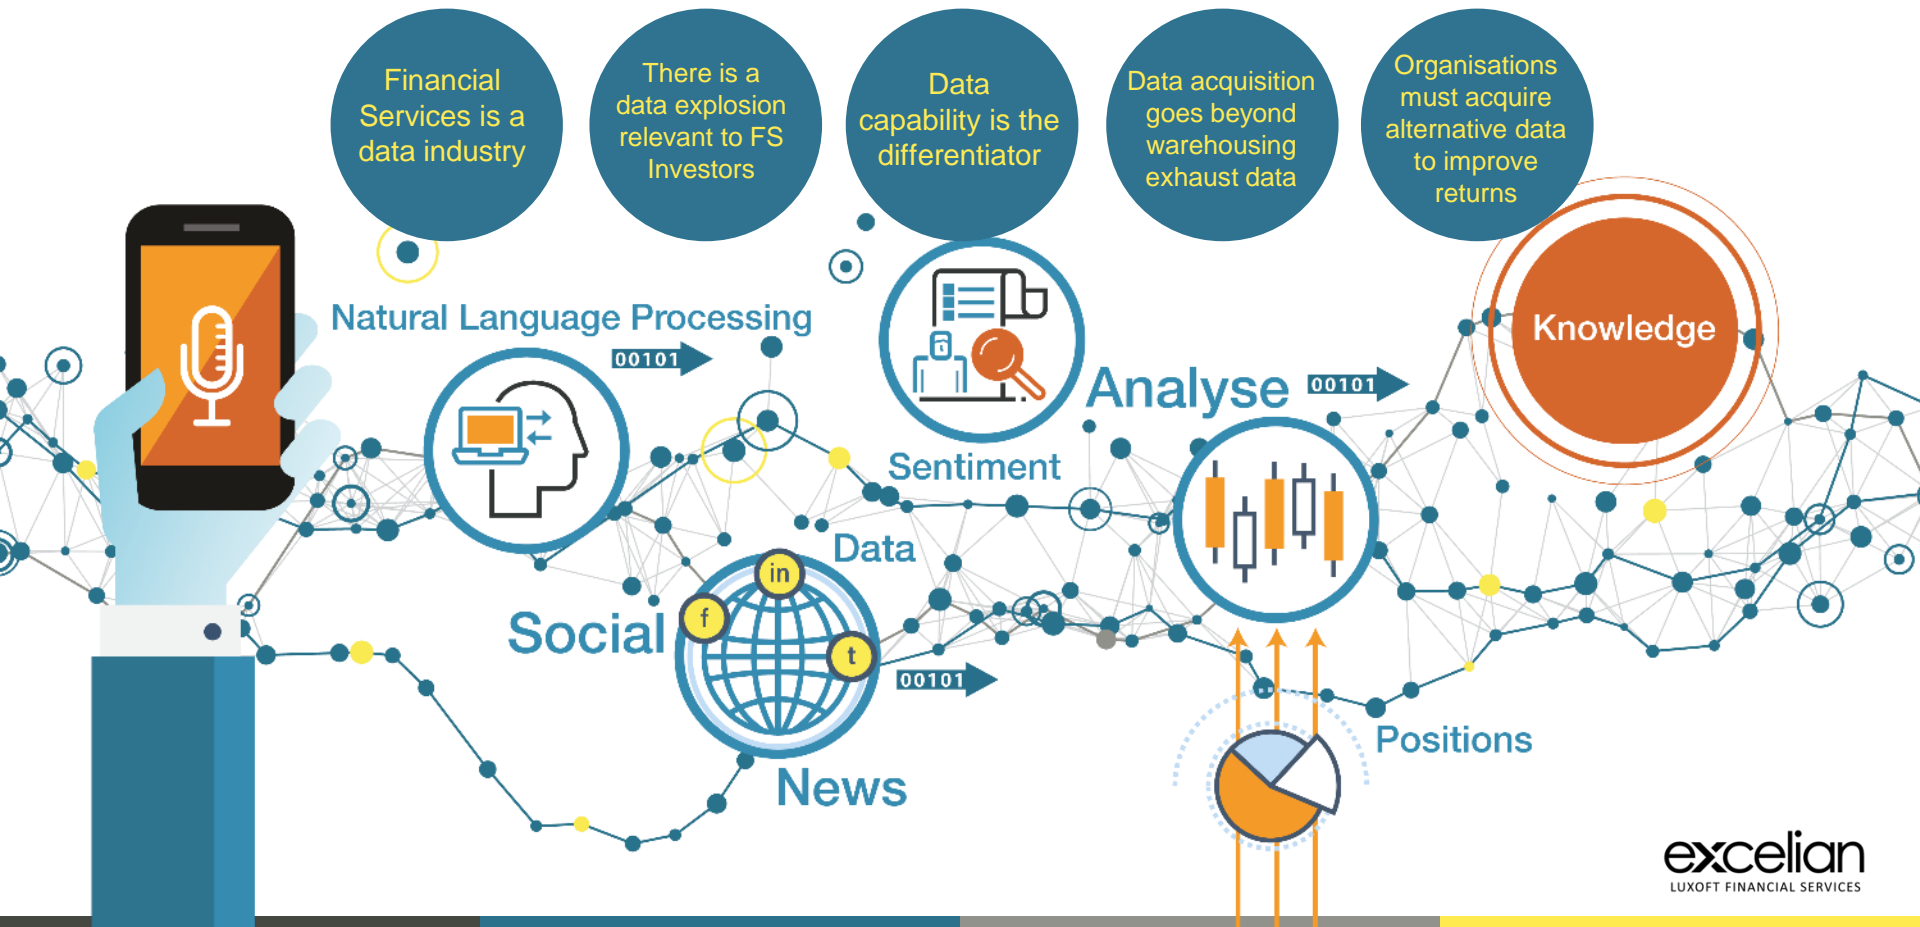 Financial
Services is a
data industry
There is a
data explosion
relevant to FS
Investors
Data
capability is the
differentiator
Data acquisition
goes beyond
warehousing
exhaust data
Organisations
must acquire
alternative data
to improve
returns
Natural Language Processing
00101
Knowledge
Analyse
00101
Sentiment
Data
in
f
Social
t
00101
News
Positions
excelian
LUXOFT FINANCIAL SERVICES